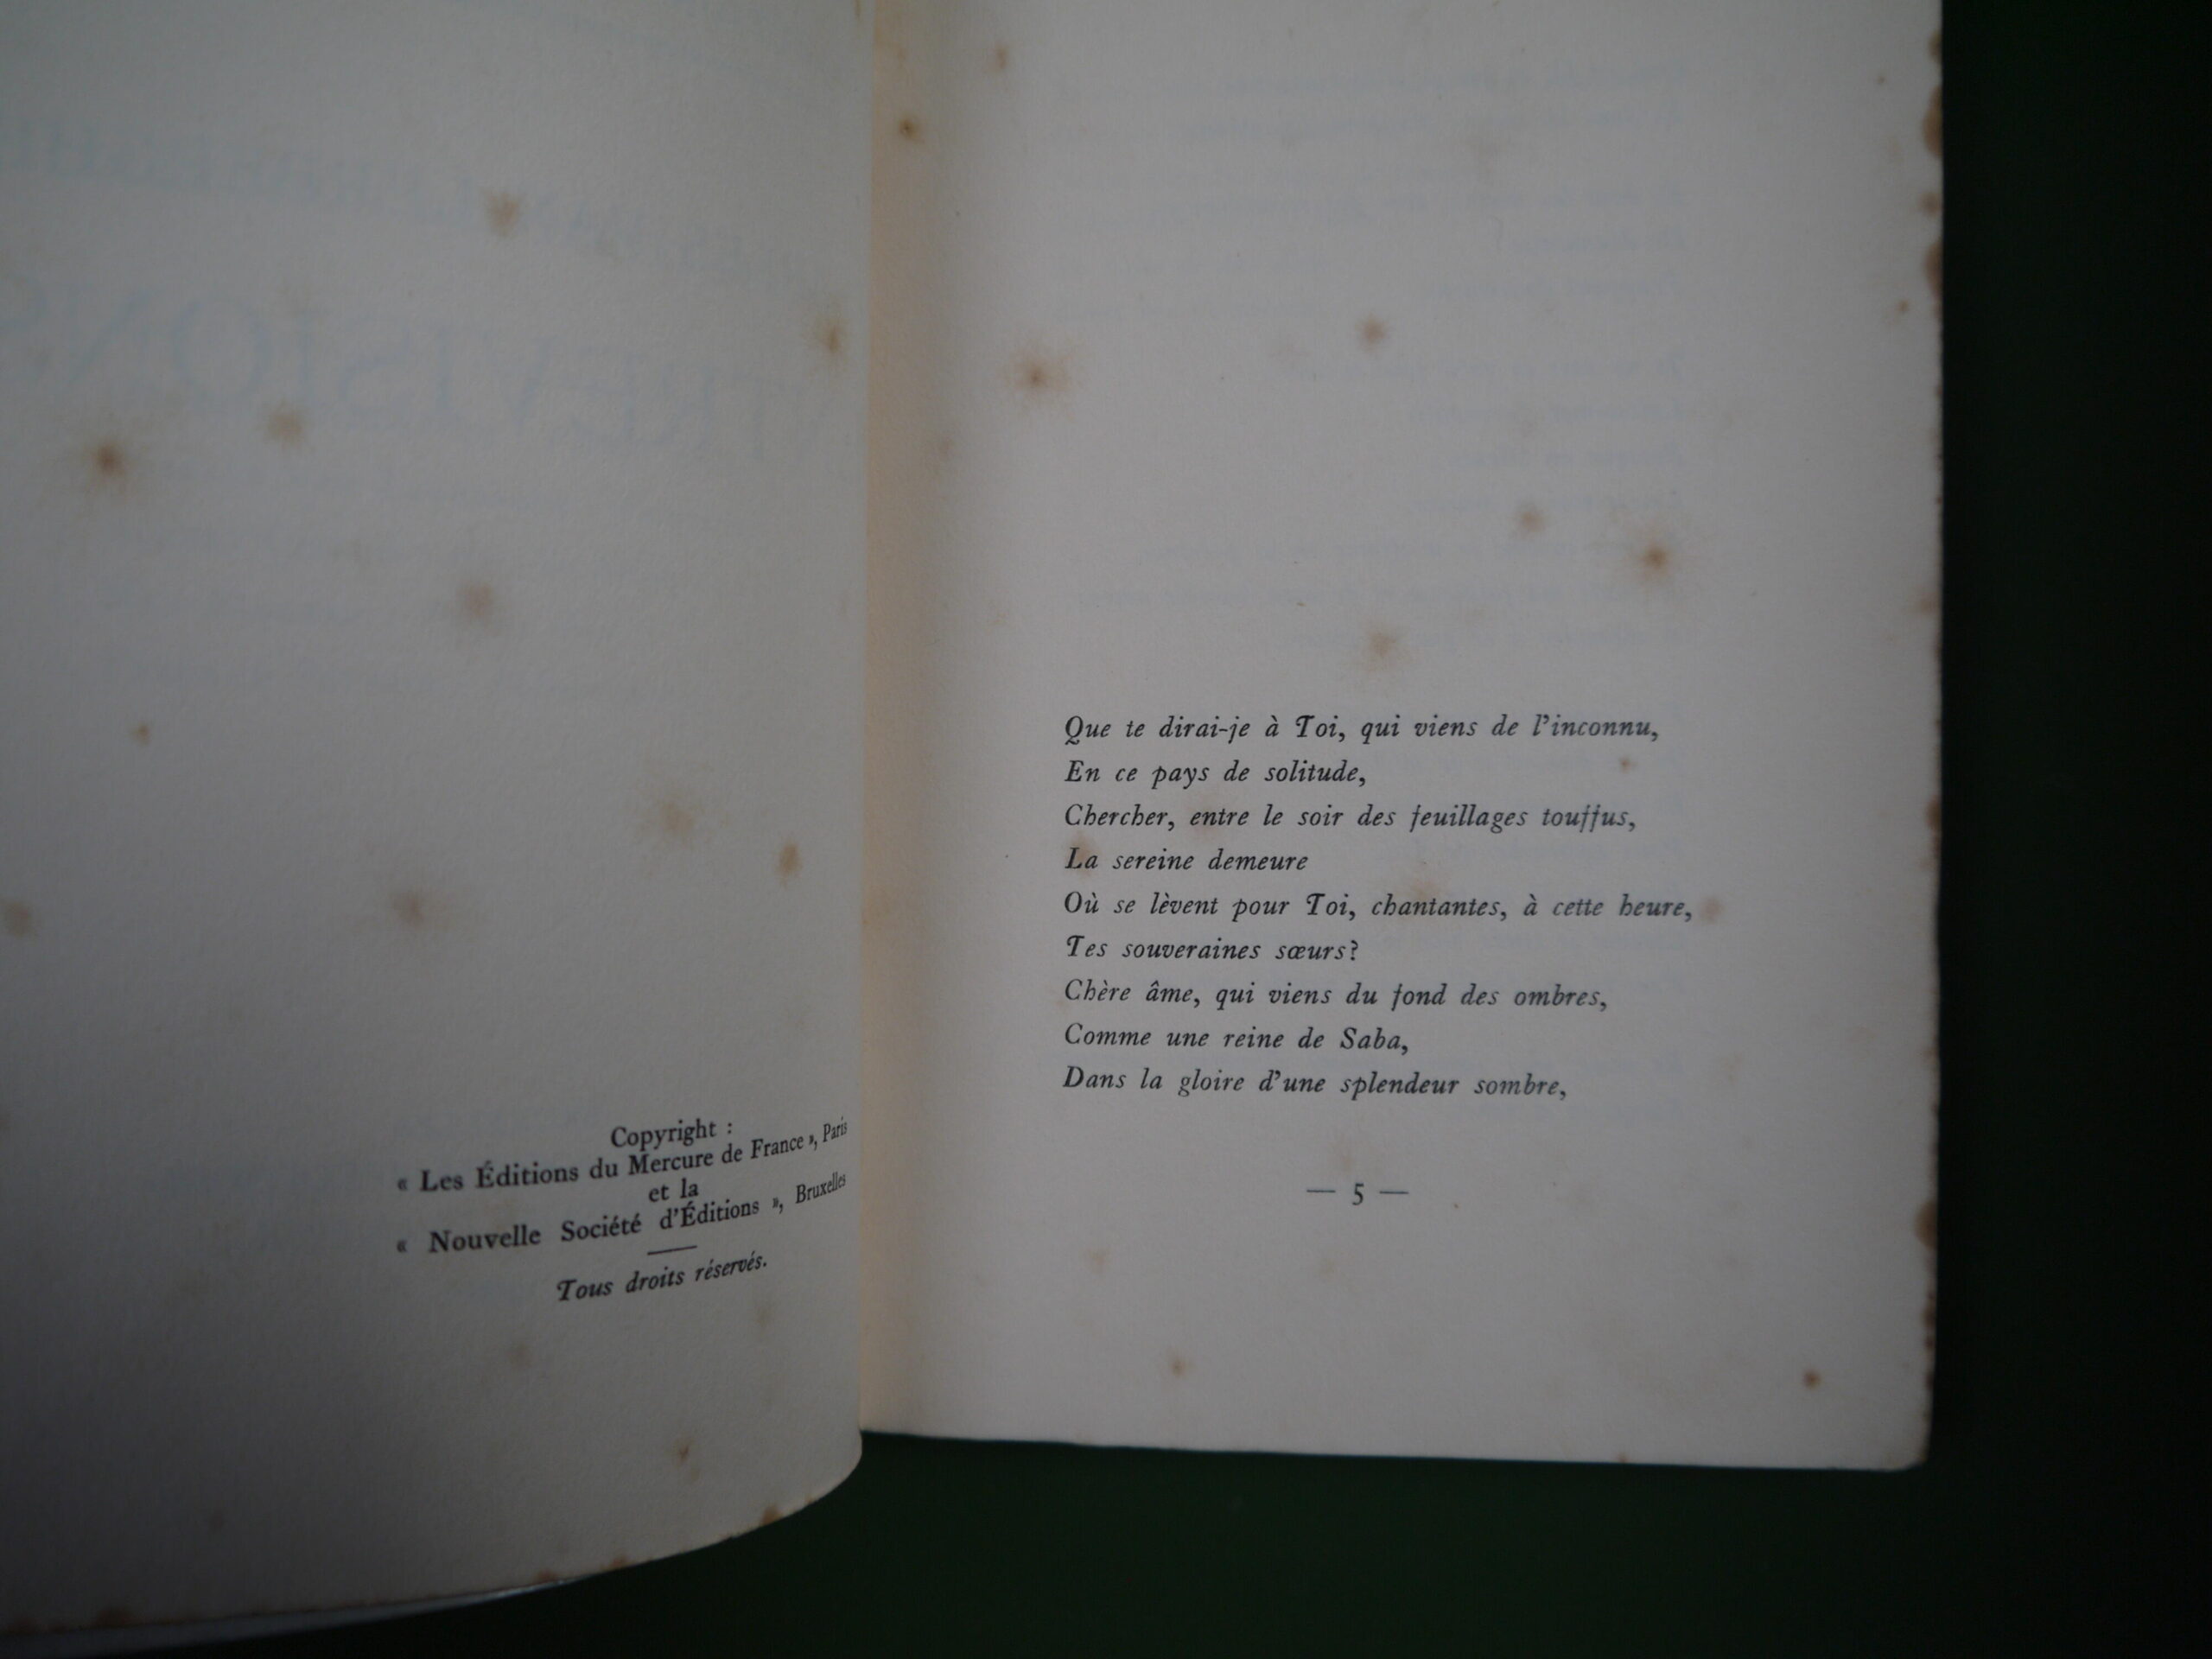 Copyright :
« Les Éditions du Mercure de France », Paris
et la
« Nouvelle Société d'Éditions », Bruxelles
Tous droits réservés.
Que te dirai-je à Toi, qui viens de l'inconnu,
En ce pays de solitude,
Chercher, entre le soir des feuillages touffus,
La sereine demeure
Où se lèvent pour Toi, chantantes, à cette heure,
Tes souveraines sœurs?
Chère âme, qui viens du fond des ombres,
Comme une reine de Saba,
Dans la gloire d'une splendeur sombre,
— 5 —